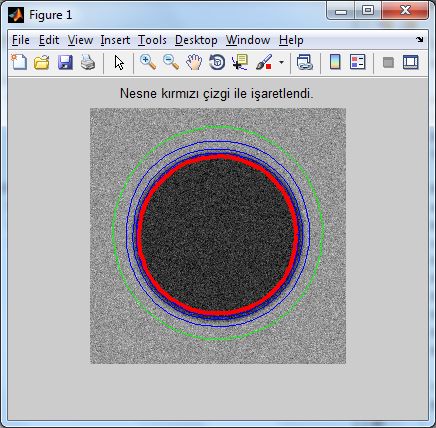 Figure 1
File Edit View Insert Tools Desktop Window Help
Nesne kırmızı çizgi ile işaretlendi.